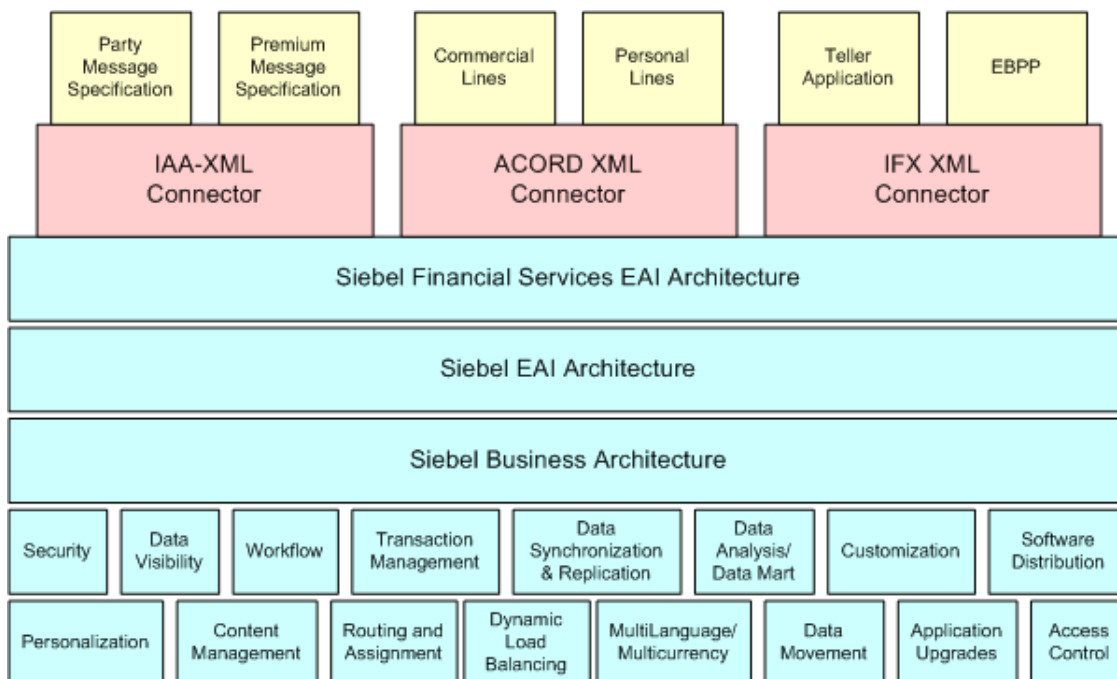 Party
Message
Specification
Premium
Message
Specification
Commercial
Lines
Personal
Lines
Teller
Application
EBPP
IAA-XML
Connector
ACORD XML
Connector
IFX XML
Connector
Siebel Financial Services EAI Architecture
Siebel EAI Architecture
Siebel Business Architecture
Security
Data
Visibility
Workflow
Transaction
Management
Data
Synchronization
& Replication
Data
Analysis/
Data Mart
Customization
Software
Distribution
Personalization
Content
Management
Routing and
Assignment
Dynamic
Load
Balancing
MultiLanguage/
Multicurrency
Data
Movement
Application
Upgrades
Access
Control